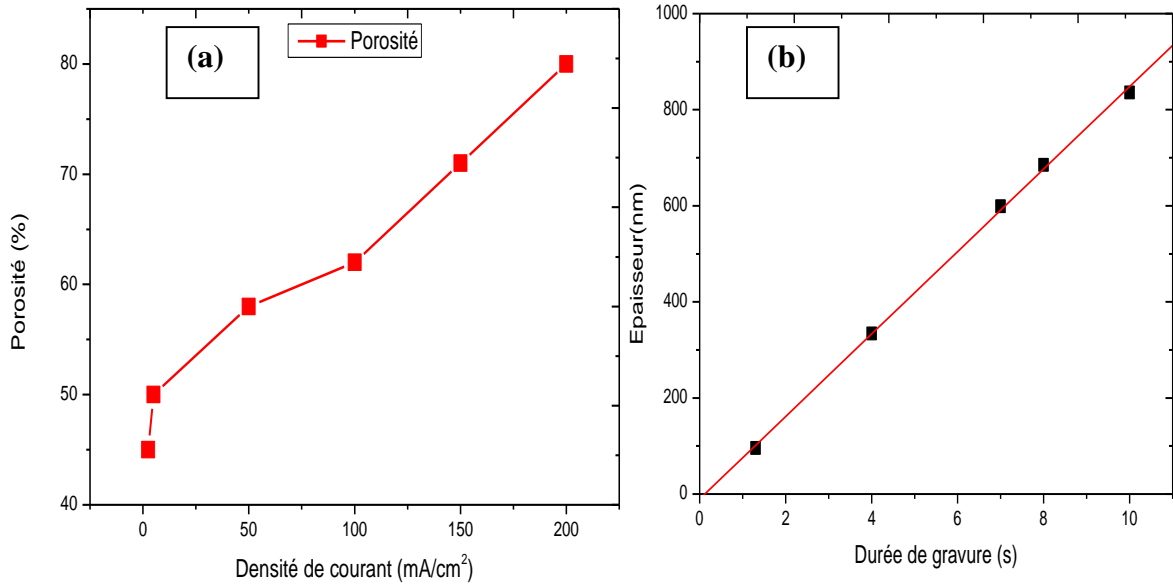 (a)
Porosité
80
70
60
50
40
Porosité (%)
0 50 100 150 200
Densité de courant (mA/cm²)
(b)
1000
800
600
400
200
0
Epaisseur(nm)
0 2 4 6 8 10
Durée de gravure (s)